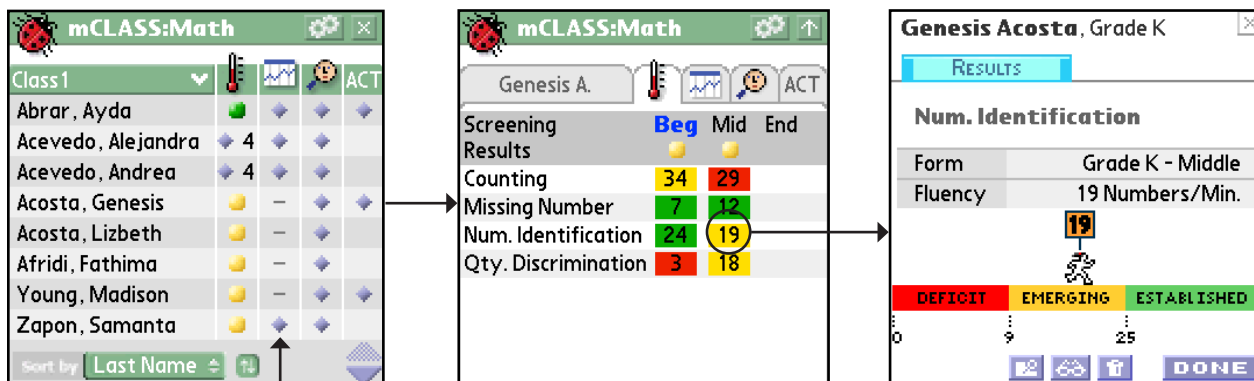 mCLASS:Math
Class1
ACT
Abrar, Ayda
Acevedo, Alejandra 4
Acevedo, Andrea 4
Acosta, Genesis –
Acosta, Lizbeth –
Afridi, Fathima –
Young, Madison –
Zapon, Samanta
Sort by Last Name
mCLASS:Math
Genesis A. ACT
Screening Beg Mid End
Results
Counting 34 29
Missing Number 7 12
Num. Identification 24 19
Qty. Discrimination 3 18
Genesis Acosta, Grade K
RESULTS
Num. Identification
Form Grade K - Middle
Fluency 19 Numbers/Min.
19
DEFICIT EMERGING ESTABLISHED
0 9 25
DONE